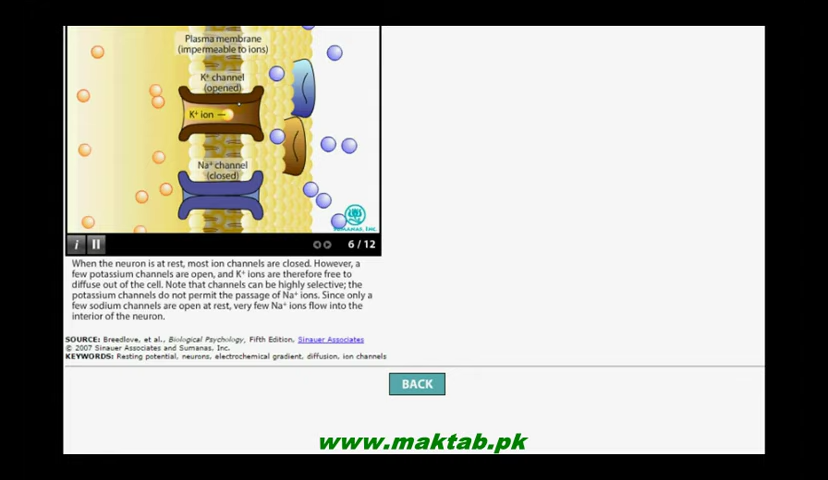 Plasma membrane
(impermeable to ions)
K⁺ channel
(opened)
K⁺ ion
Na⁺ channel
(closed)
SUMANAS, INC.
i
6 / 12
When the neuron is at rest, most ion channels are closed. However, a
few potassium channels are open, and K⁺ ions are therefore free to
diffuse out of the cell. Note that channels can be highly selective; the
potassium channels do not permit the passage of Na⁺ ions. Since only a
few sodium channels are open at rest, very few Na⁺ ions flow into the
interior of the neuron.
SOURCE: Breedlove, et al., Biological Psychology, Fifth Edition, Sinauer Associates
© 2007 Sinauer Associates and Sumanas, Inc.
KEYWORDS: Resting potential, neurons, electrochemical gradient, diffusion, ion channels
BACK
www.maktab.pk